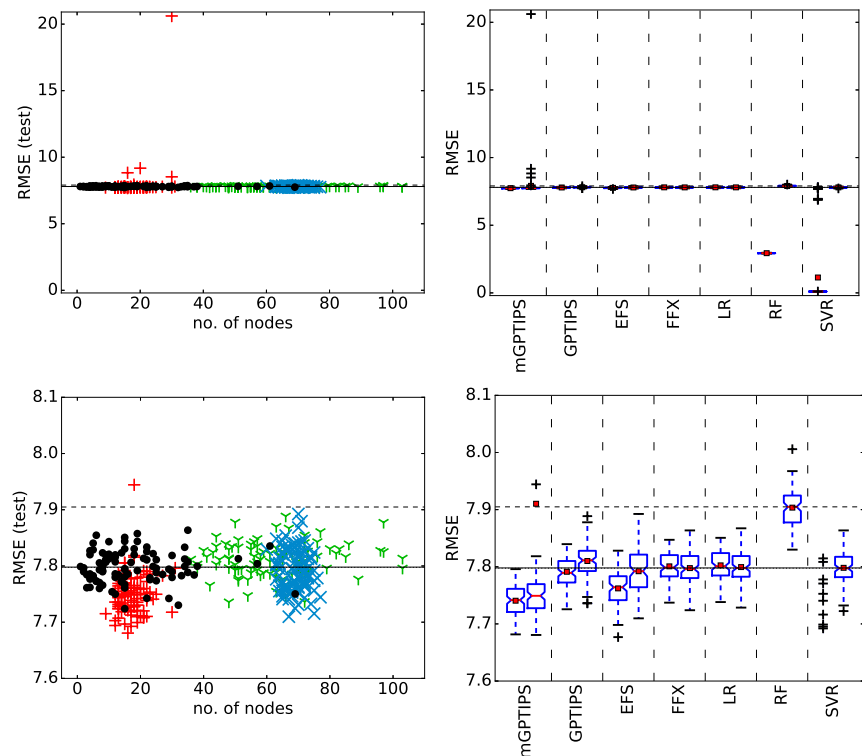 20
15
10
5
0
RMSE (test)
0
20
40
60
80
100
no. of nodes
20
15
10
5
0
RMSE
mGPTIPS
GPTIPS
EFS
FFX
LR
RF
SVR
8.1
8.0
7.9
7.8
7.7
7.6
RMSE (test)
0
20
40
60
80
100
no. of nodes
8.1
8.0
7.9
7.8
7.7
7.6
RMSE
mGPTIPS
GPTIPS
EFS
FFX
LR
RF
SVR